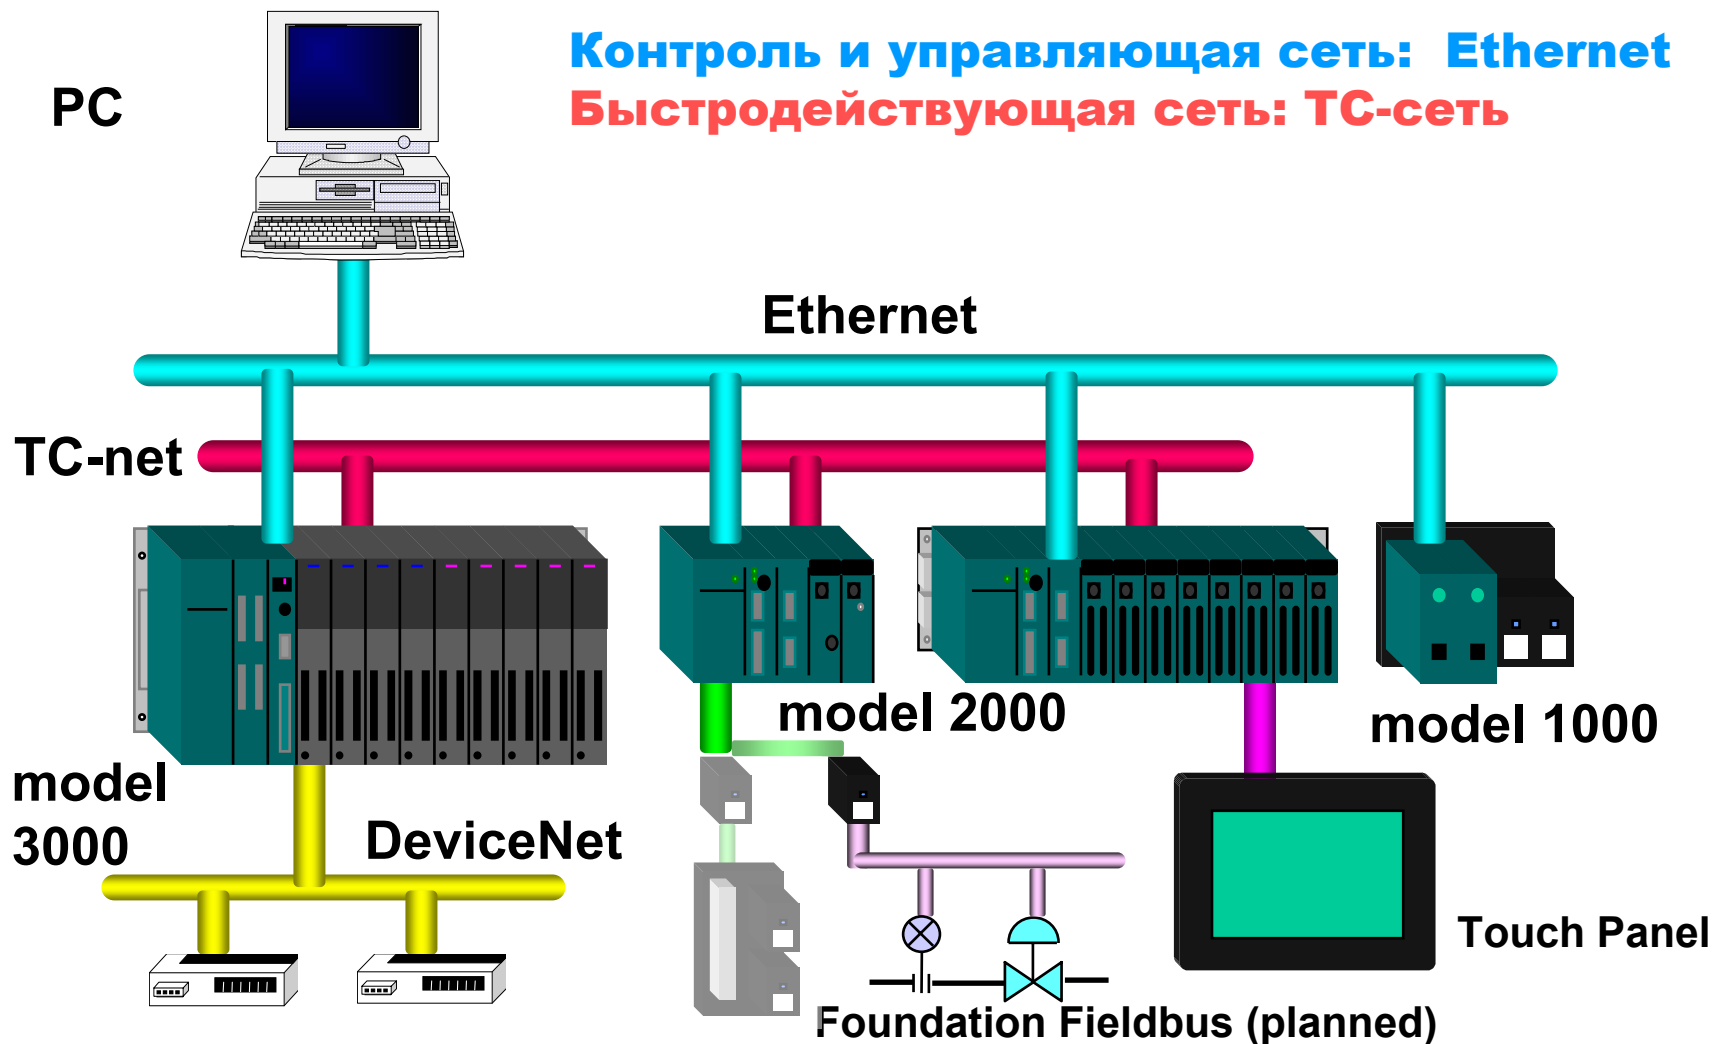 Контроль и управляющая сеть: Ethernet
Быстродействующая сеть: ТС-сеть
PC
Ethernet
TC-net
model 2000
model 1000
model
3000
DeviceNet
Touch Panel
Foundation Fieldbus (planned)